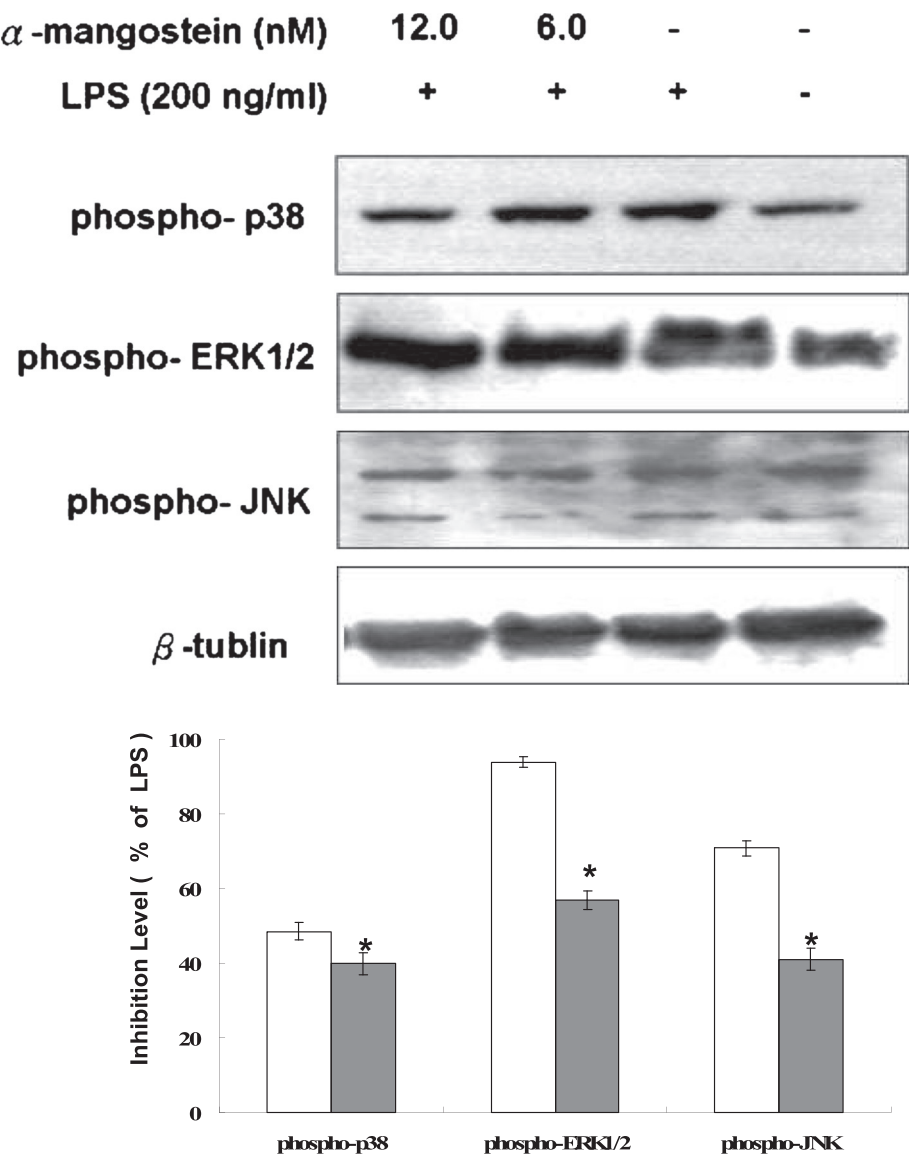 α-mangostein (nM) 12.0 6.0 - -
LPS (200 ng/ml) + + + -
phospho- p38
phospho- ERK1/2
phospho- JNK
β-tublin
Inhibition Level ( % of LPS )
100
80
60
40
20
0
*
*
*
phospho-p38 phospho-ERK1/2 phospho-JNK